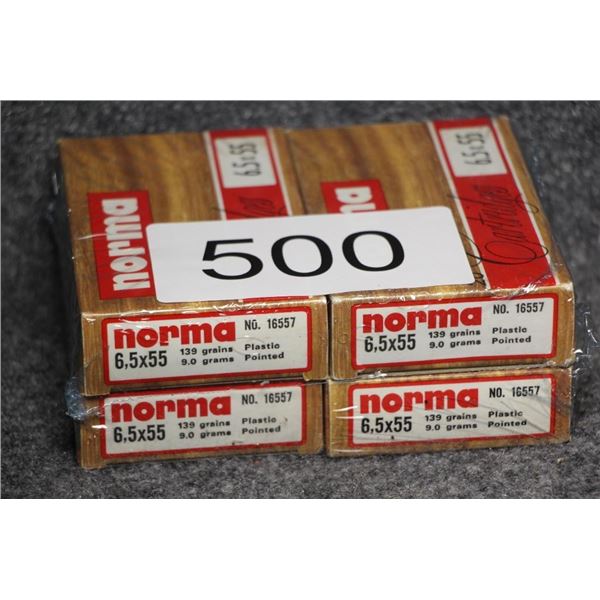 6.5x55
6.5x55
norma
Cartridges
500
norma NO. 16557
6,5x55 139 grains Plastic
9.0 grams Pointed
norma NO. 16557
6,5x55 139 grains Plastic
9.0 grams Pointed
norma NO. 16557
6,5x55 139 grains Plastic
9.0 grams Pointed
norma NO. 16557
6,5x55 139 grains Plastic
9.0 grams Pointed